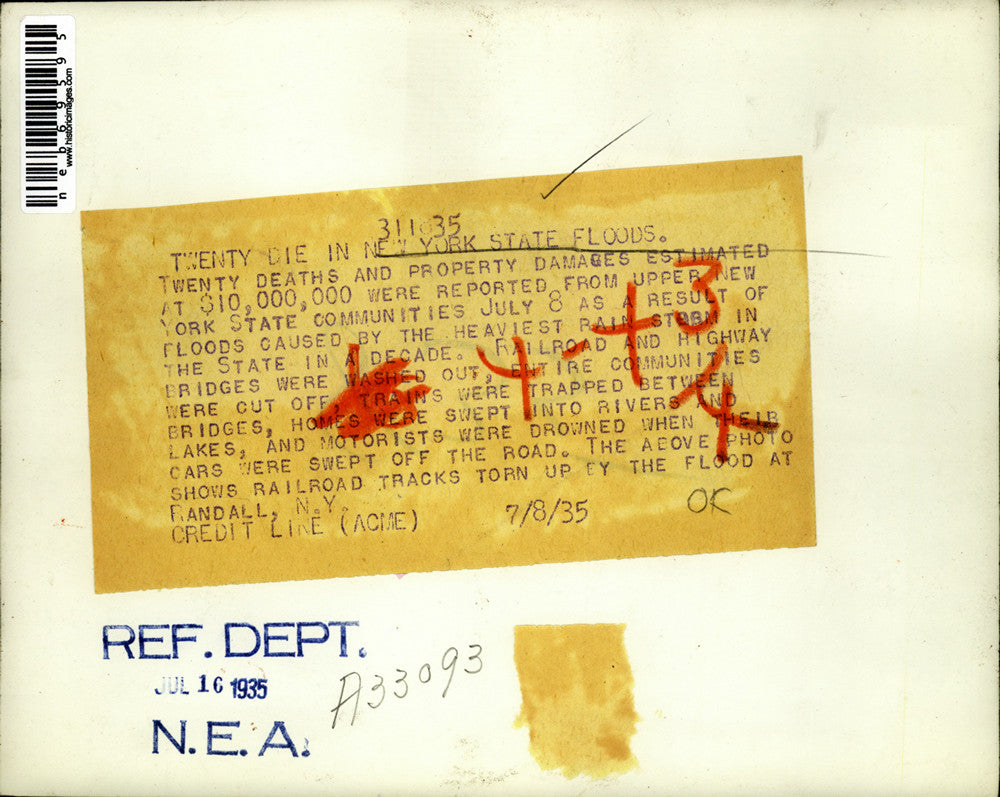 neb69595
www.historicimages.com
311035
TWENTY DIE IN NEW YORK STATE FLOODS.
TWENTY DEATHS AND PROPERTY DAMAGES ESTIMATED
AT $10,000,000 WERE REPORTED FROM UPPER NEW
YORK STATE COMMUNITIES JULY 8 AS A RESULT OF
FLOODS CAUSED BY THE HEAVIEST RAIN STORM IN
THE STATE IN A DECADE. RAILROAD AND HIGHWAY
BRIDGES WERE WASHED OUT, ENTIRE COMMUNITIES
WERE CUT OFF, TRAINS WERE TRAPPED BETWEEN
BRIDGES, HOMES WERE SWEPT INTO RIVERS AND
LAKES, AND MOTORISTS WERE DROWNED WHEN THEIR
CARS WERE SWEPT OFF THE ROAD. THE ABOVE PHOTO
SHOWS RAILROAD TRACKS TORN UP BY THE FLOOD AT
RANDALL, N.Y.
CREDIT LINE (ACME) 7/8/35
OK
REF. DEPT.
JUL 16 1935
N.E.A.
A33093